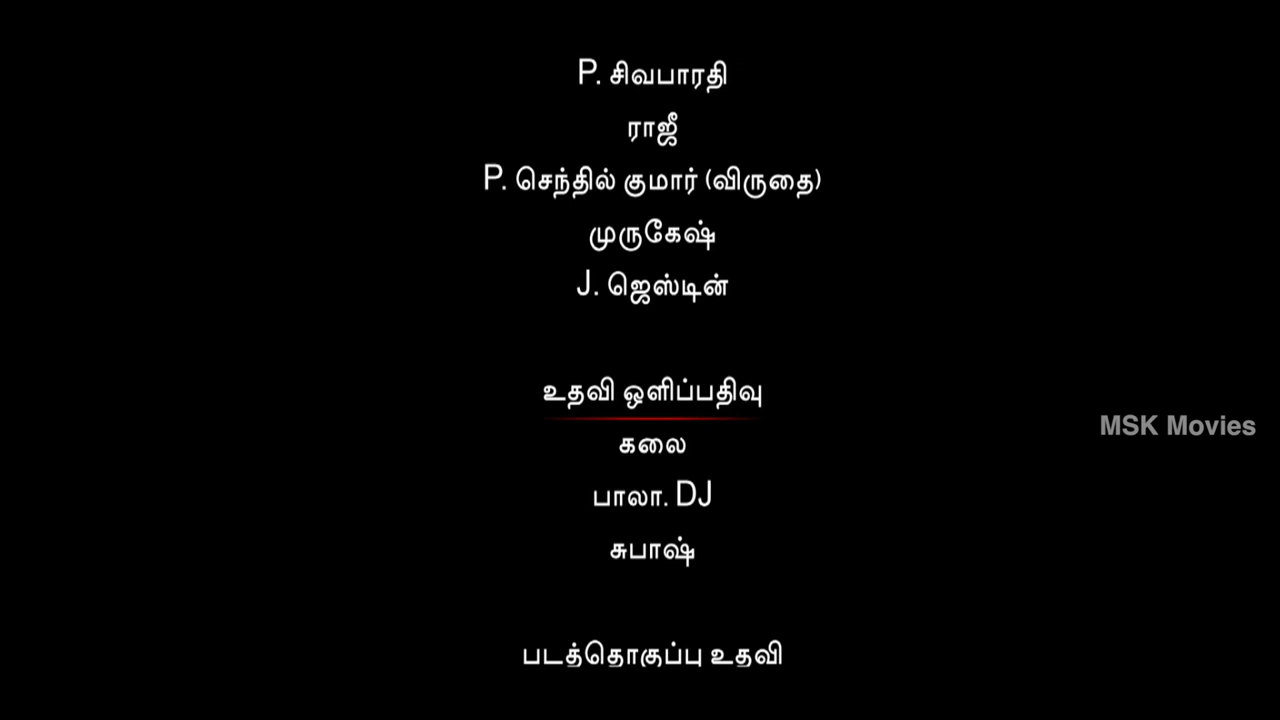 P. சிவபாரதி
ராஜீ
P. செந்தில் குமார் (விருதை)
முருகேஷ்
J. ஜெஸ்டின்
உதவி ஒளிப்பதிவு
MSK Movies
கலை
பாலா. DJ
சுபாஷ்
படத்தொகுப்பு உதவி